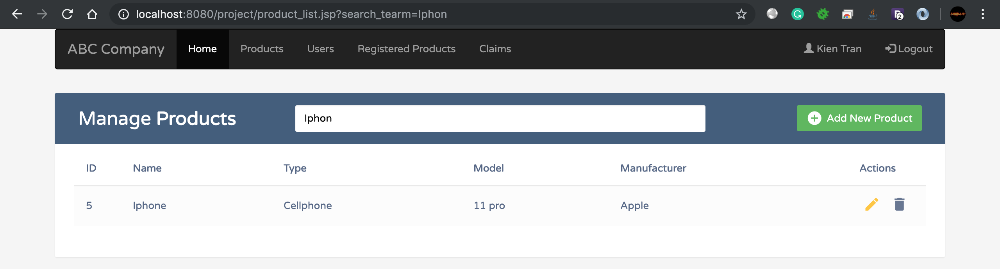 localhost:8080/project/product_list.jsp?search_tearm=Iphon
2
ABC Company Home Products Users Registered Products Claims Kien Tran Logout
Manage Products Iphon Add New Product
ID Name Type Model Manufacturer Actions
5 Iphone Cellphone 11 pro Apple